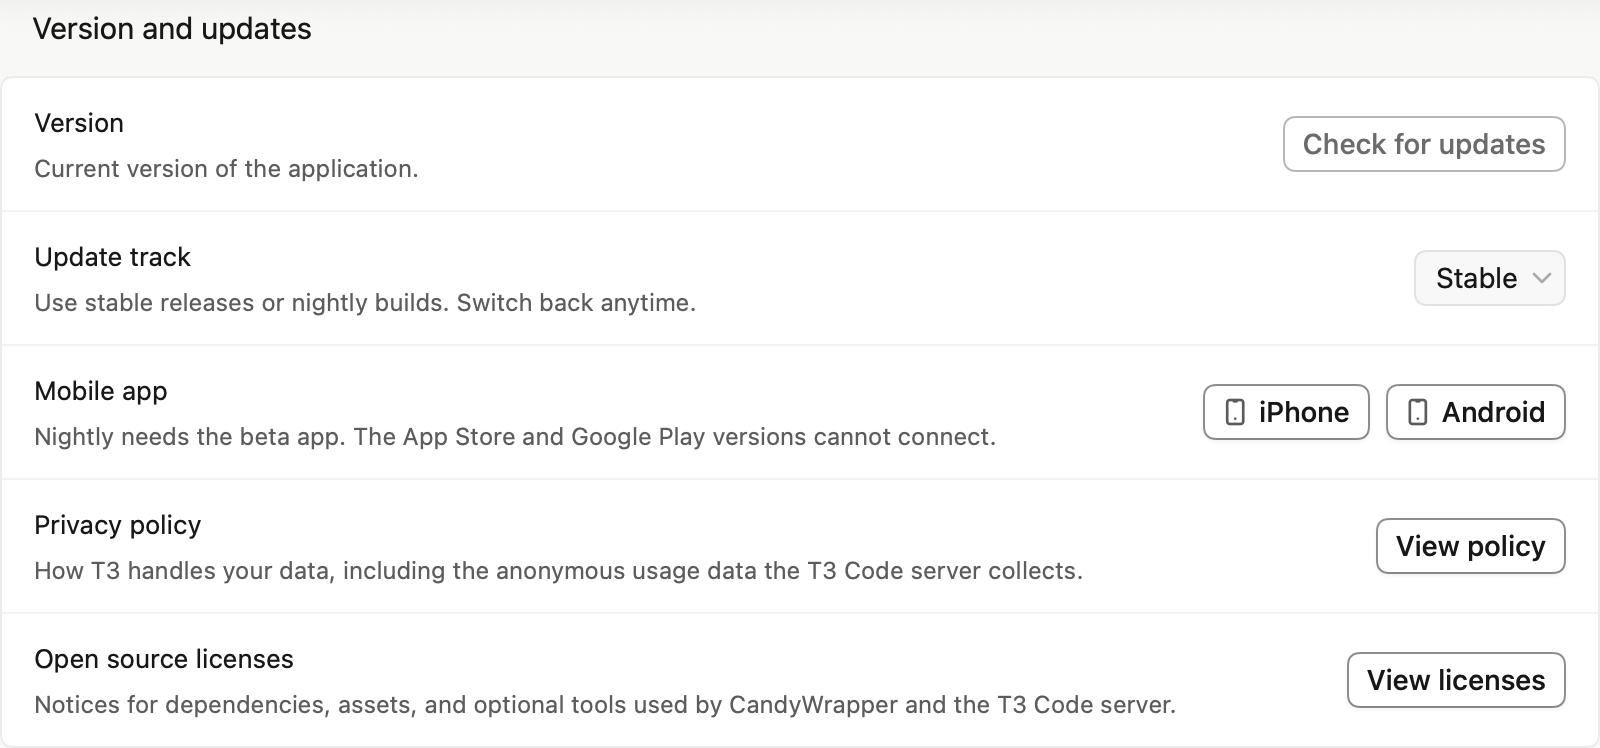 Version and updates
Version
Current version of the application.
Check for updates
Update track
Use stable releases or nightly builds. Switch back anytime.
Stable
Mobile app
Nightly needs the beta app. The App Store and Google Play versions cannot connect.
iPhone
Android
Privacy policy
How T3 handles your data, including the anonymous usage data the T3 Code server collects.
View policy
Open source licenses
Notices for dependencies, assets, and optional tools used by CandyWrapper and the T3 Code server.
View licenses